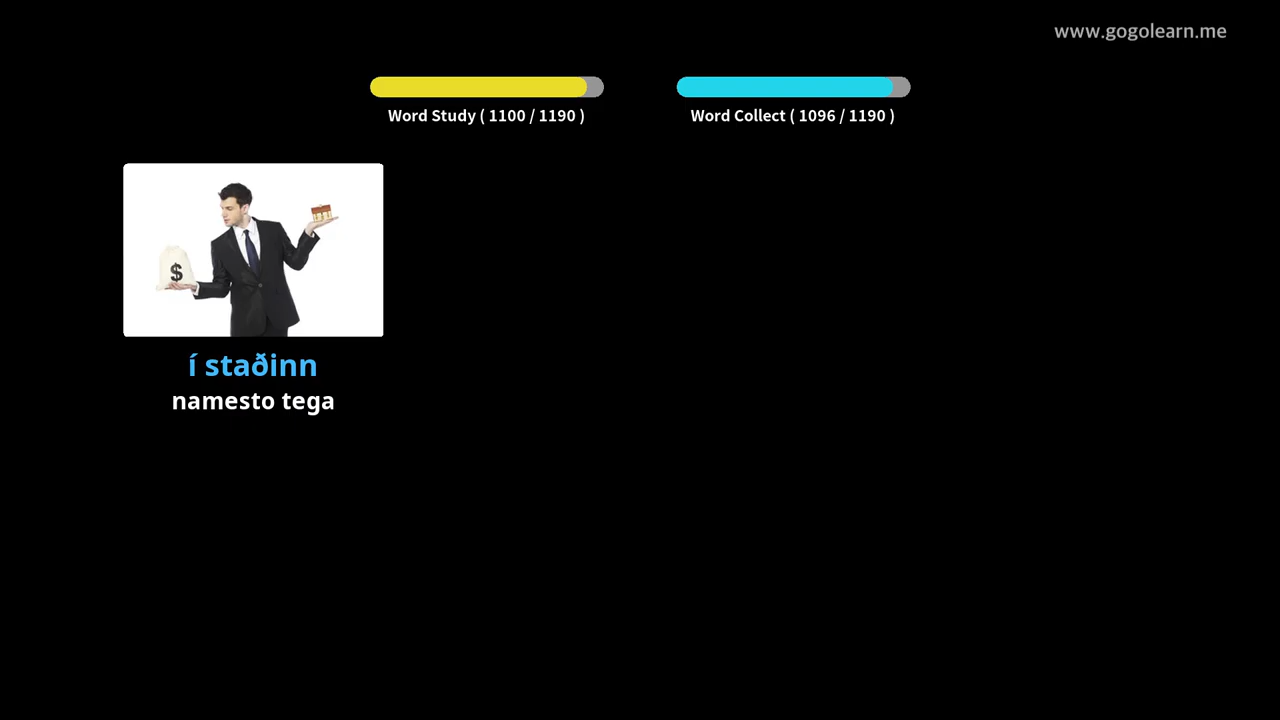 www.gogolearn.me
Word Study ( 1100 / 1190 )
Word Collect ( 1096 / 1190 )
$
í staðinn
namesto tega